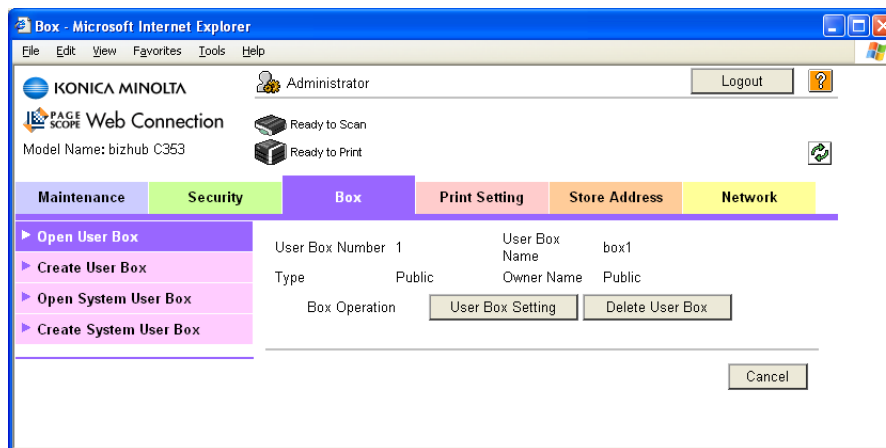 Box - Microsoft Internet Explorer
File Edit View Favorites Tools Help
KONICA MINOLTA
Administrator
Logout
?
PAGE SCOPE Web Connection
Ready to Scan
Model Name: bizhub C353
Ready to Print
Maintenance Security Box Print Setting Store Address Network
Open User Box
Create User Box
Open System User Box
Create System User Box
User Box Number 1 User Box Name box1
Type Public Owner Name Public
Box Operation User Box Setting Delete User Box
Cancel